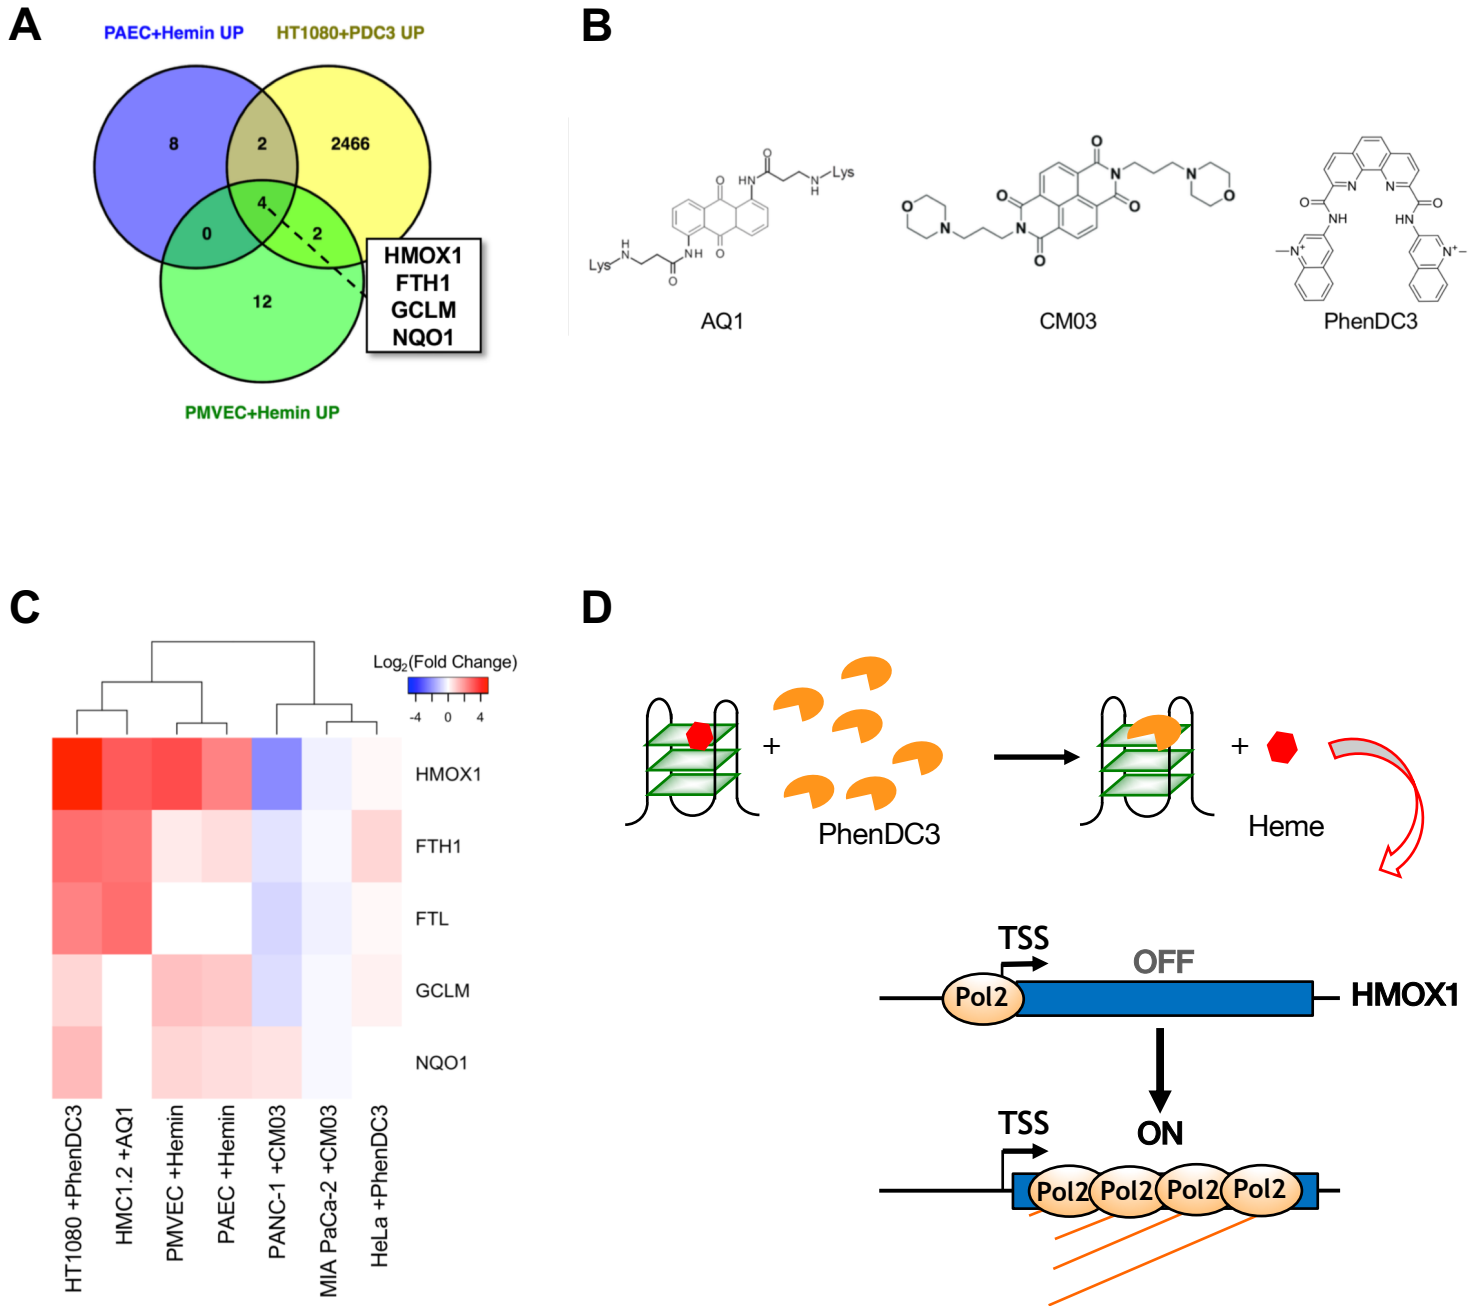 A
PAEC+Hemin UP
HT1080+PDC3 UP
8
2
2466
4
0
2
12
HMOX1
FTH1
GCLM
NQO1
PMVEC+Hemin UP
B
O
O
NH
O
N
H
Lys
Lys
H
N
O
NH
O
AQ1
O
N
O
N
O
O
N
O
N
O
O
CM03
N
N
O
NH
N+
O
HN
N+
PhenDC3
C
Log2(Fold Change)
-4
0
4
HMOX1
FTH1
FTL
GCLM
NQO1
HT1080 +PhenDC3
HMC1.2 +AQ1
PMVEC +Hemin
PAEC +Hemin
PANC-1 +CM03
MIA PaCa-2 +CM03
HeLa +PhenDC3
D
+
PhenDC3
+
Heme
TSS
OFF
Pol2
HMOX1
TSS
ON
Pol2
Pol2
Pol2
Pol2